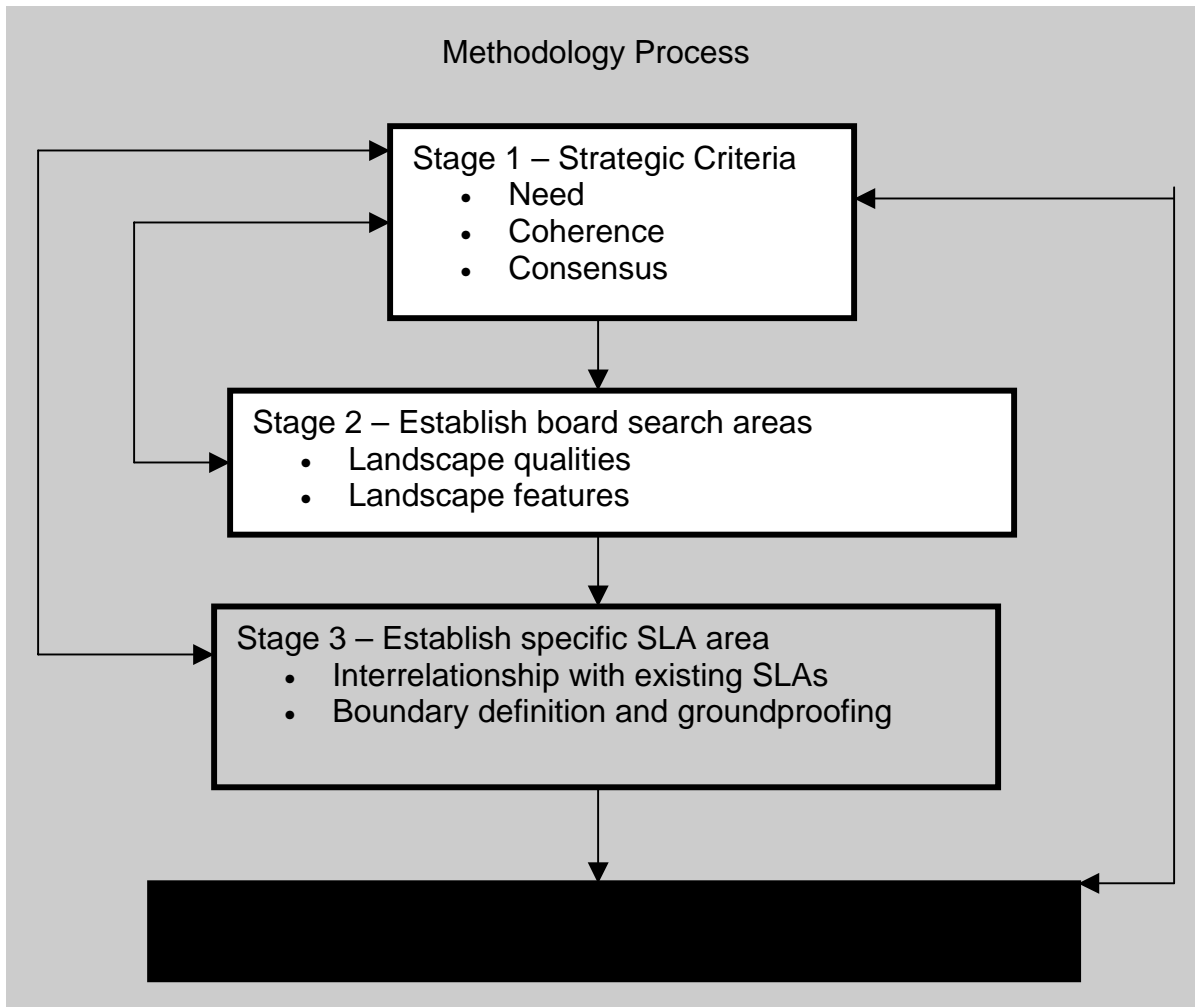 Methodology Process
Stage 1 – Strategic Criteria
• Need
• Coherence
• Consensus
Stage 2 – Establish board search areas
• Landscape qualities
• Landscape features
Stage 3 – Establish specific SLA area
• Interrelationship with existing SLAs
• Boundary definition and groundproofing